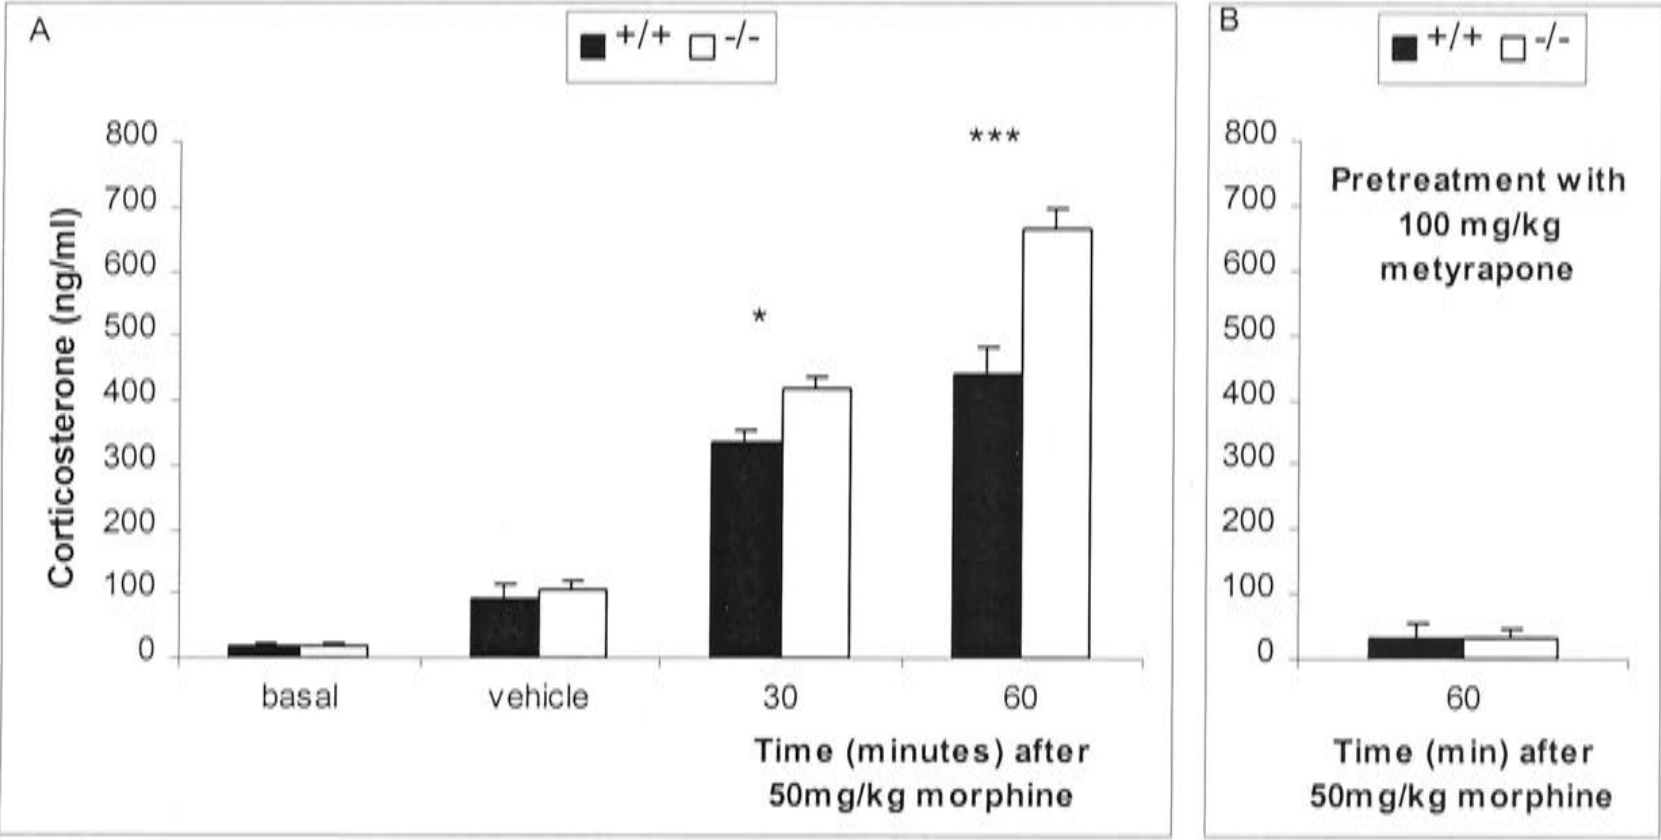 A
+/+ -/-
***
*
800
700
600
500
400
300
200
100
0
Corticosterone (ng/ml)
basal vehicle 30 60
Time (minutes) after
50mg/kg morphine
B
+/+ -/-
Pretreatment with
100 mg/kg
metyrapone
800
700
600
500
400
300
200
100
0
60
Time (min) after
50mg/kg morphine